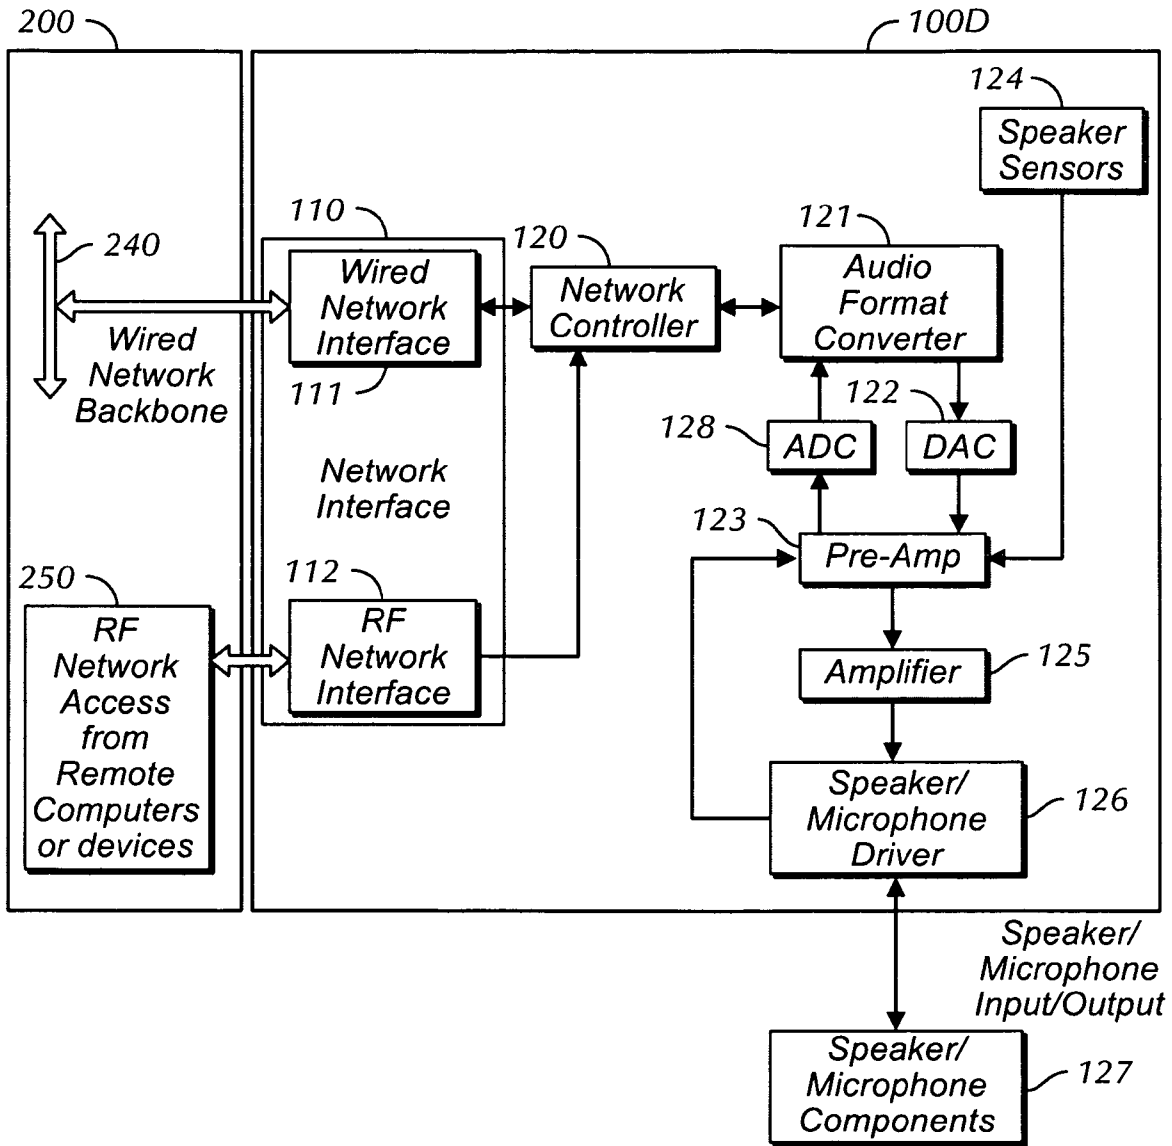 200
100D
124
Speaker
Sensors
110
120
121
240
Wired
Network
Interface
Network
Controller
Audio
Format
Converter
Wired
Network
Backbone
111
128
122
ADC
DAC
Network
Interface
123
Pre-Amp
250
112
RF
Network
Access
from
Remote
Computers
or devices
RF
Network
Interface
Amplifier
125
Speaker/
Microphone
Driver
126
Speaker/
Microphone
Input/Output
Speaker/
Microphone
Components
127